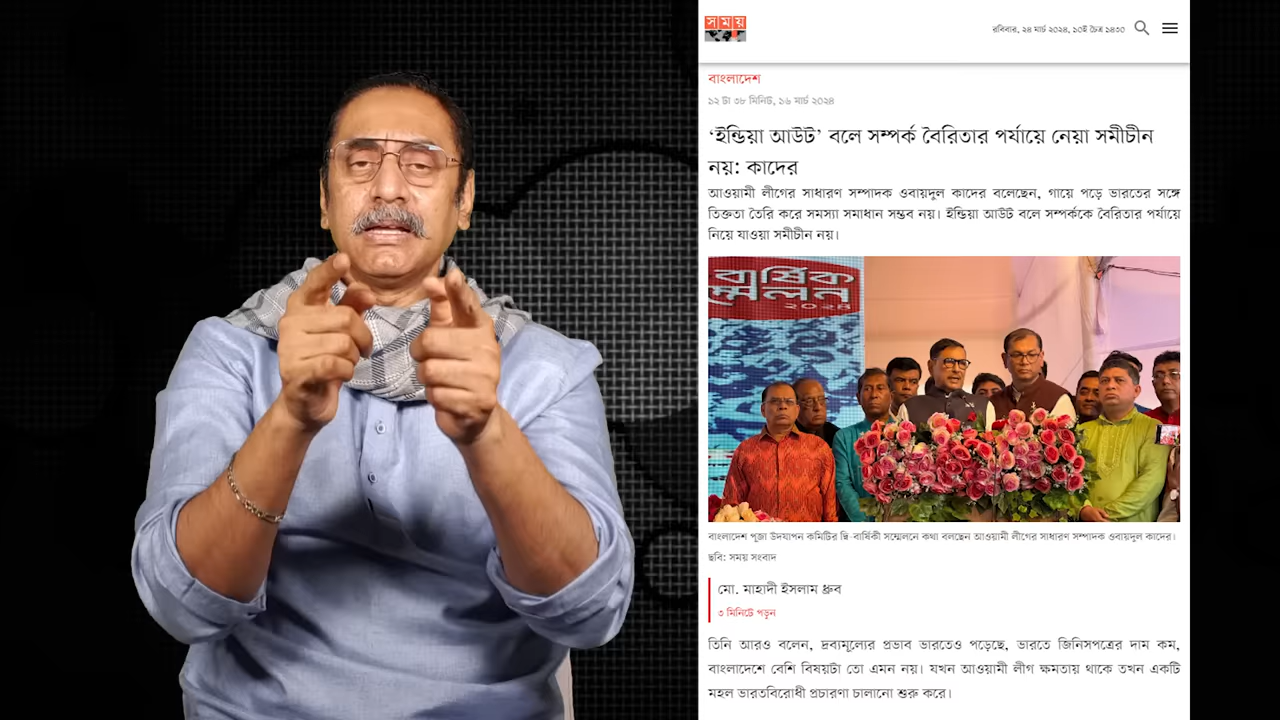 সময়
রবিবার, ২৪ মার্চ ২০২৪, ১০ই চৈত্র ১৪৩০
বাংলাদেশ
১২ টা ৩৮ মিনিট, ১৬ মার্চ ২০২৪
‘ইন্ডিয়া আউট’ বলে সম্পর্ক বৈরিতার পর্যায়ে নেয়া সমীচীন
নয়: কাদের
আওয়ামী লীগের সাধারণ সম্পাদক ওবায়দুল কাদের বলেছেন, গায়ে পড়ে ভারতের সঙ্গে
তিক্ততা তৈরি করে সমস্যা সমাধান সম্ভব নয়। ইন্ডিয়া আউট বলে সম্পর্ককে বৈরিতার পর্যায়ে
নিয়ে যাওয়া সমীচীন নয়।
বার্ষিক
ম্মেলন
২০২৪
বাংলাদেশ পূজা উদযাপন কমিটির দ্বি-বার্ষিকী সম্মেলনে কথা বলছেন আওয়ামী লীগের সাধারণ সম্পাদক ওবায়দুল কাদের।
ছবি: সময় সংবাদ
মো. মাহাদী ইসলাম ধ্রুব
৩ মিনিটে পড়ুন
তিনি আরও বলেন, দ্রব্যমূল্যের প্রভাব ভারতেও পড়েছে, ভারতে জিনিসপত্রের দাম কম,
বাংলাদেশে বেশি বিষয়টা তো এমন নয়। যখন আওয়ামী লীগ ক্ষমতায় থাকে তখন একটি
মহল ভারতবিরোধী প্রচারণা চালানো শুরু করে।